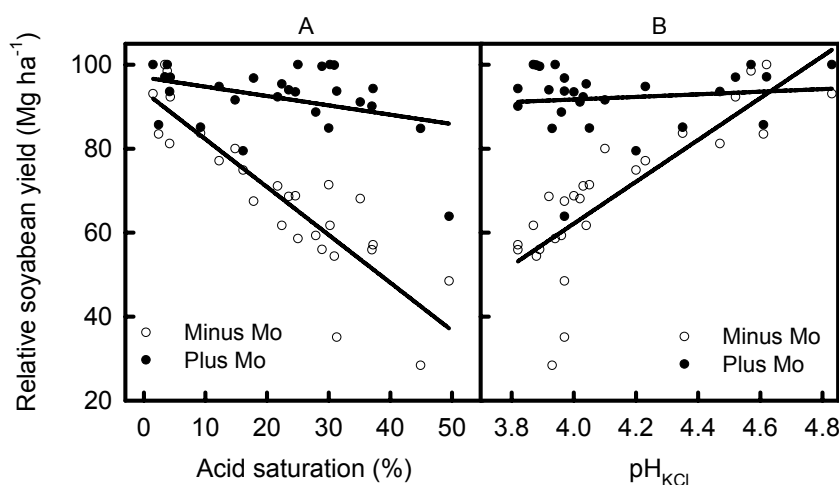 A B
Relative soyabean yield (Mg ha⁻¹)
100
80
60
40
20
Minus Mo
Plus Mo
Minus Mo
Plus Mo
0 10 20 30 40 50 3.8 4.0 4.2 4.4 4.6 4.8
Acid saturation (%) pH_KCl